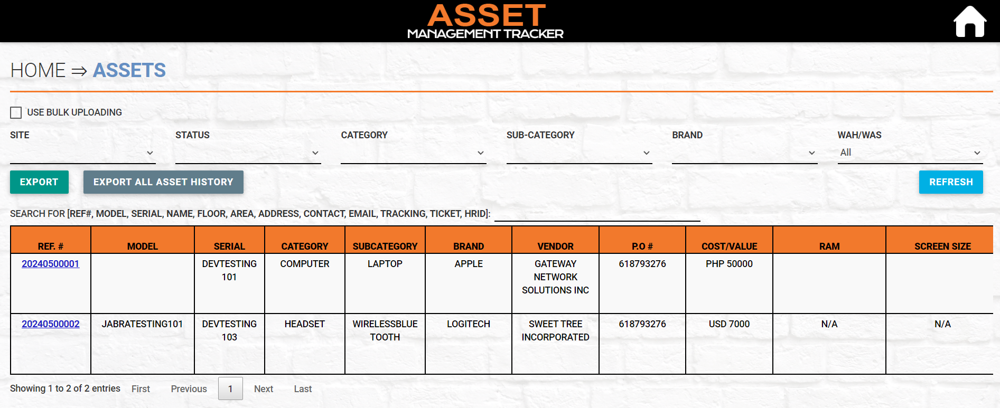 ASSET
MANAGEMENT TRACKER
HOME ⇒ ASSETS
USE BULK UPLOADING
SITE STATUS CATEGORY SUB-CATEGORY BRAND WAH/WAS
All
EXPORT EXPORT ALL ASSET HISTORY REFRESH
SEARCH FOR [REF#, MODEL, SERIAL, NAME, FLOOR, AREA, ADDRESS, CONTACT, EMAIL, TRACKING, TICKET, HRID]:
REF. # MODEL SERIAL CATEGORY SUBCATEGORY BRAND VENDOR P.O # COST/VALUE RAM SCREEN SIZE
20240500001 DEVTESTING COMPUTER LAPTOP APPLE GATEWAY 618793276 PHP 50000
101 NETWORK
SOLUTIONS INC
20240500002 JABRATESTING101 DEVTESTING HEADSET WIRELESSBLUE LOGITECH SWEET TREE 618793276 USD 7000 N/A N/A
103 TOOTH INCORPORATED
Showing 1 to 2 of 2 entries First Previous 1 Next Last